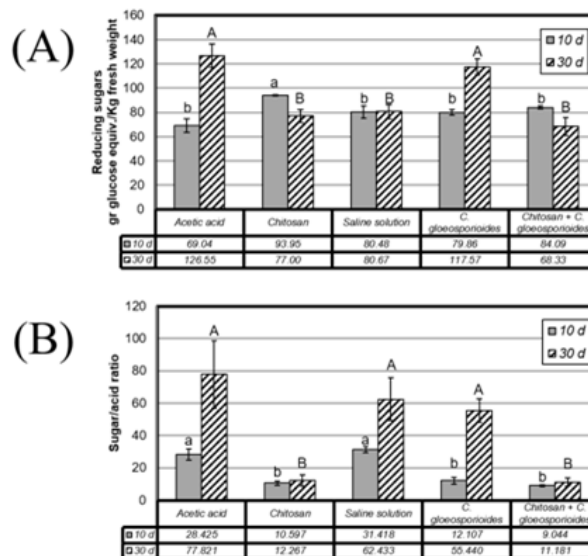 (A)
Reducing sugars
gr glucose equiv./Kg fresh weight
160
140
120
100
80
60
40
20
0
10 d
30 d
b
A
a
B
b
B
b
A
b
B
Acetic acid
Chitosan
Saline solution
C. gloeosporioides
Chitosan + C. gloeosporioides
10 d 69.04 93.95 80.48 79.86 84.09
30 d 126.55 77.00 80.67 117.57 68.33
(B)
Sugar/acid ratio
120
100
80
60
40
20
0
10 d
30 d
a
A
b
B
a
A
b
A
b
B
Acetic acid
Chitosan
Saline solution
C. gloeosporioides
Chitosan + C. gloeosporioides
10 d 28.425 10.597 31.418 12.107 9.044
30 d 77.821 12.267 62.433 55.440 11.187